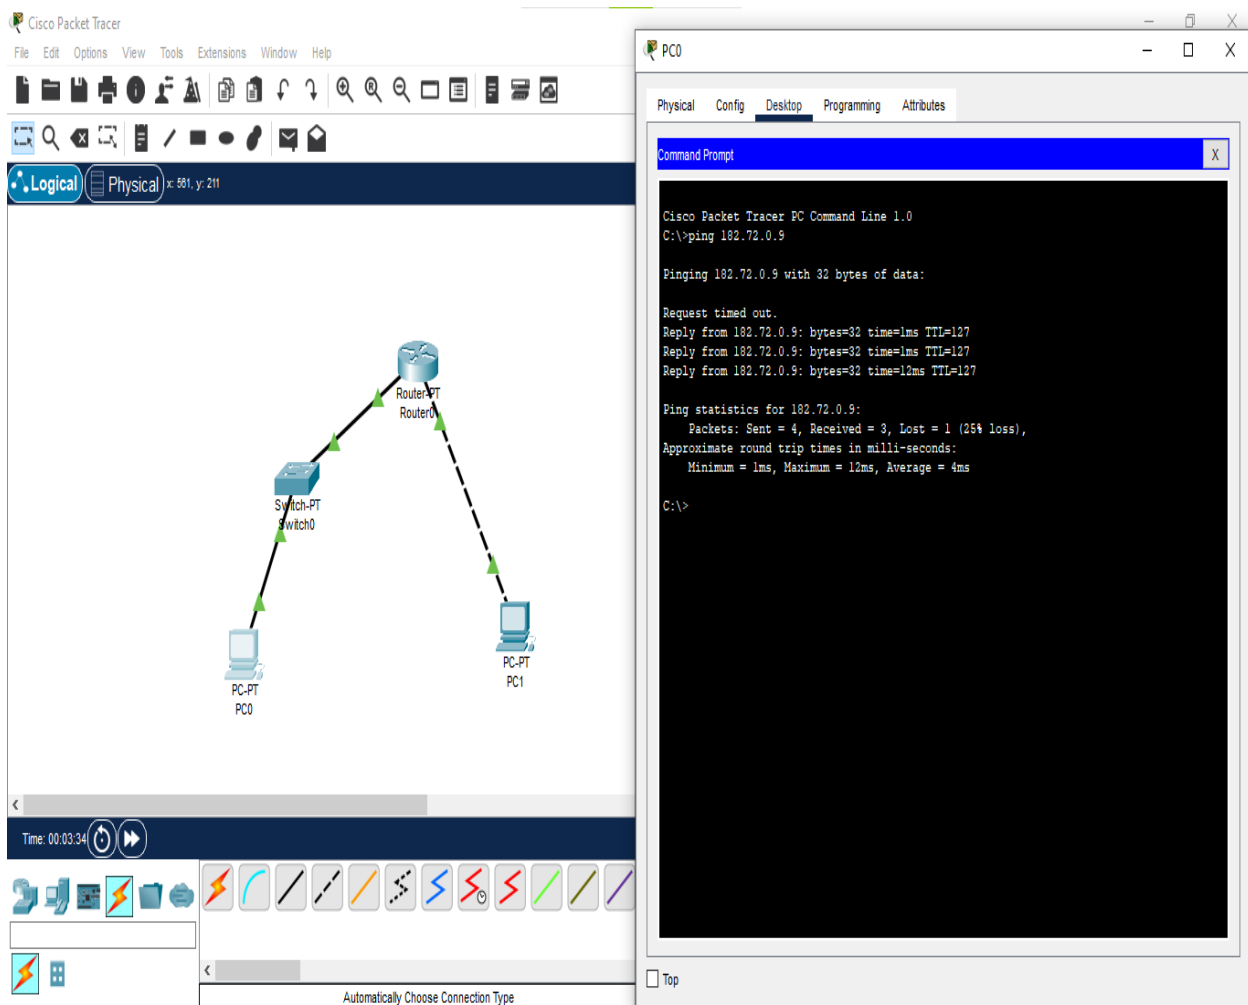 Cisco Packet Tracer
File Edit Options View Tools Extensions Window Help
Logical Physical x: 561, y: 211
Router-PT
Router0
Switch-PT
Switch0
PC-PT
PC0
PC-PT
PC1
Time: 00:03:34
Automatically Choose Connection Type
PC0
Physical Config Desktop Programming Attributes
Command Prompt
X
Cisco Packet Tracer PC Command Line 1.0
C:\>ping 182.72.0.9
Pinging 182.72.0.9 with 32 bytes of data:
Request timed out.
Reply from 182.72.0.9: bytes=32 time=1ms TTL=127
Reply from 182.72.0.9: bytes=32 time=1ms TTL=127
Reply from 182.72.0.9: bytes=32 time=12ms TTL=127
Ping statistics for 182.72.0.9:
Packets: Sent = 4, Received = 3, Lost = 1 (25% loss),
Approximate round trip times in milli-seconds:
Minimum = 1ms, Maximum = 12ms, Average = 4ms
C:\>
Top